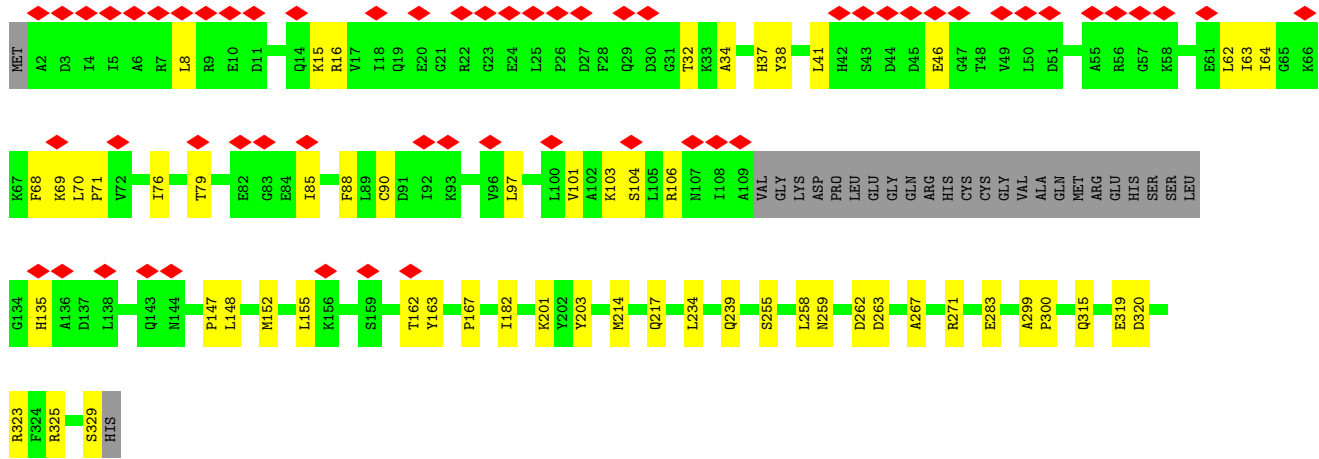 MET A2 D3 I4 I5 A6 R7 L8 R9 E10 D11 Q14 K15 R16 V17 I18 Q19 E20 G21 R22 G23 E24 L25 P26 D27 F28 Q29 D30 G31 T32 K33 A34 H37 Y38 L41 H42 S43 D44 D45 E46 G47 T48 V49 L50 D51 A55 R56 G57 K58 E61 L62 I63 I64 G65 K66
K67 F68 K69 L70 P71 V72 I76 T79 E82 G83 E84 I85 F88 L89 C90 D91 I92 K93 V96 L97 L100 V101 A102 K103 S104 L105 R106 N107 I108 A109 VAL GLY LYS ASP PRO LEU GLU GLY GLN ARG HIS CYS CYS GLY VAL ALA GLN MET ARG GLU HIS SER SER LEU
G134 H135 A136 D137 L138 Q143 N144 P147 L148 M152 L155 K156 S159 T162 Y163 P167 I182 K201 Y202 Y203 M214 Q217 L234 Q239 S255 L258 N259 D262 D263 A267 R271 E283 A299 P300 Q315 E319 D320
R323 F324 R325 S329 HIS